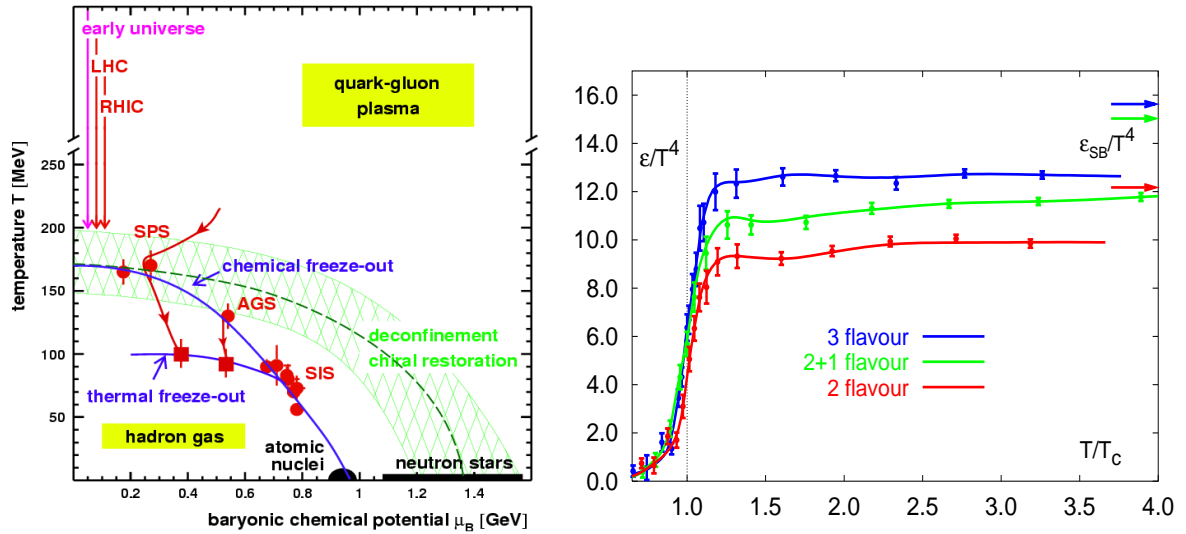 early universe
LHC
RHIC
quark-gluon
plasma
250
200
150
100
50
temperature T [MeV]
SPS
chemical freeze-out
AGS
deconfinement
chiral restoration
SIS
thermal freeze-out
hadron gas
atomic
nuclei
neutron stars
0.2 0.4 0.6 0.8 1 1.2 1.4
baryonic chemical potential μB [GeV]
16.0
14.0
12.0
10.0
8.0
6.0
4.0
2.0
0.0
ε/T4
εSB/T4
3 flavour
2+1 flavour
2 flavour
T/Tc
1.0 1.5 2.0 2.5 3.0 3.5 4.0